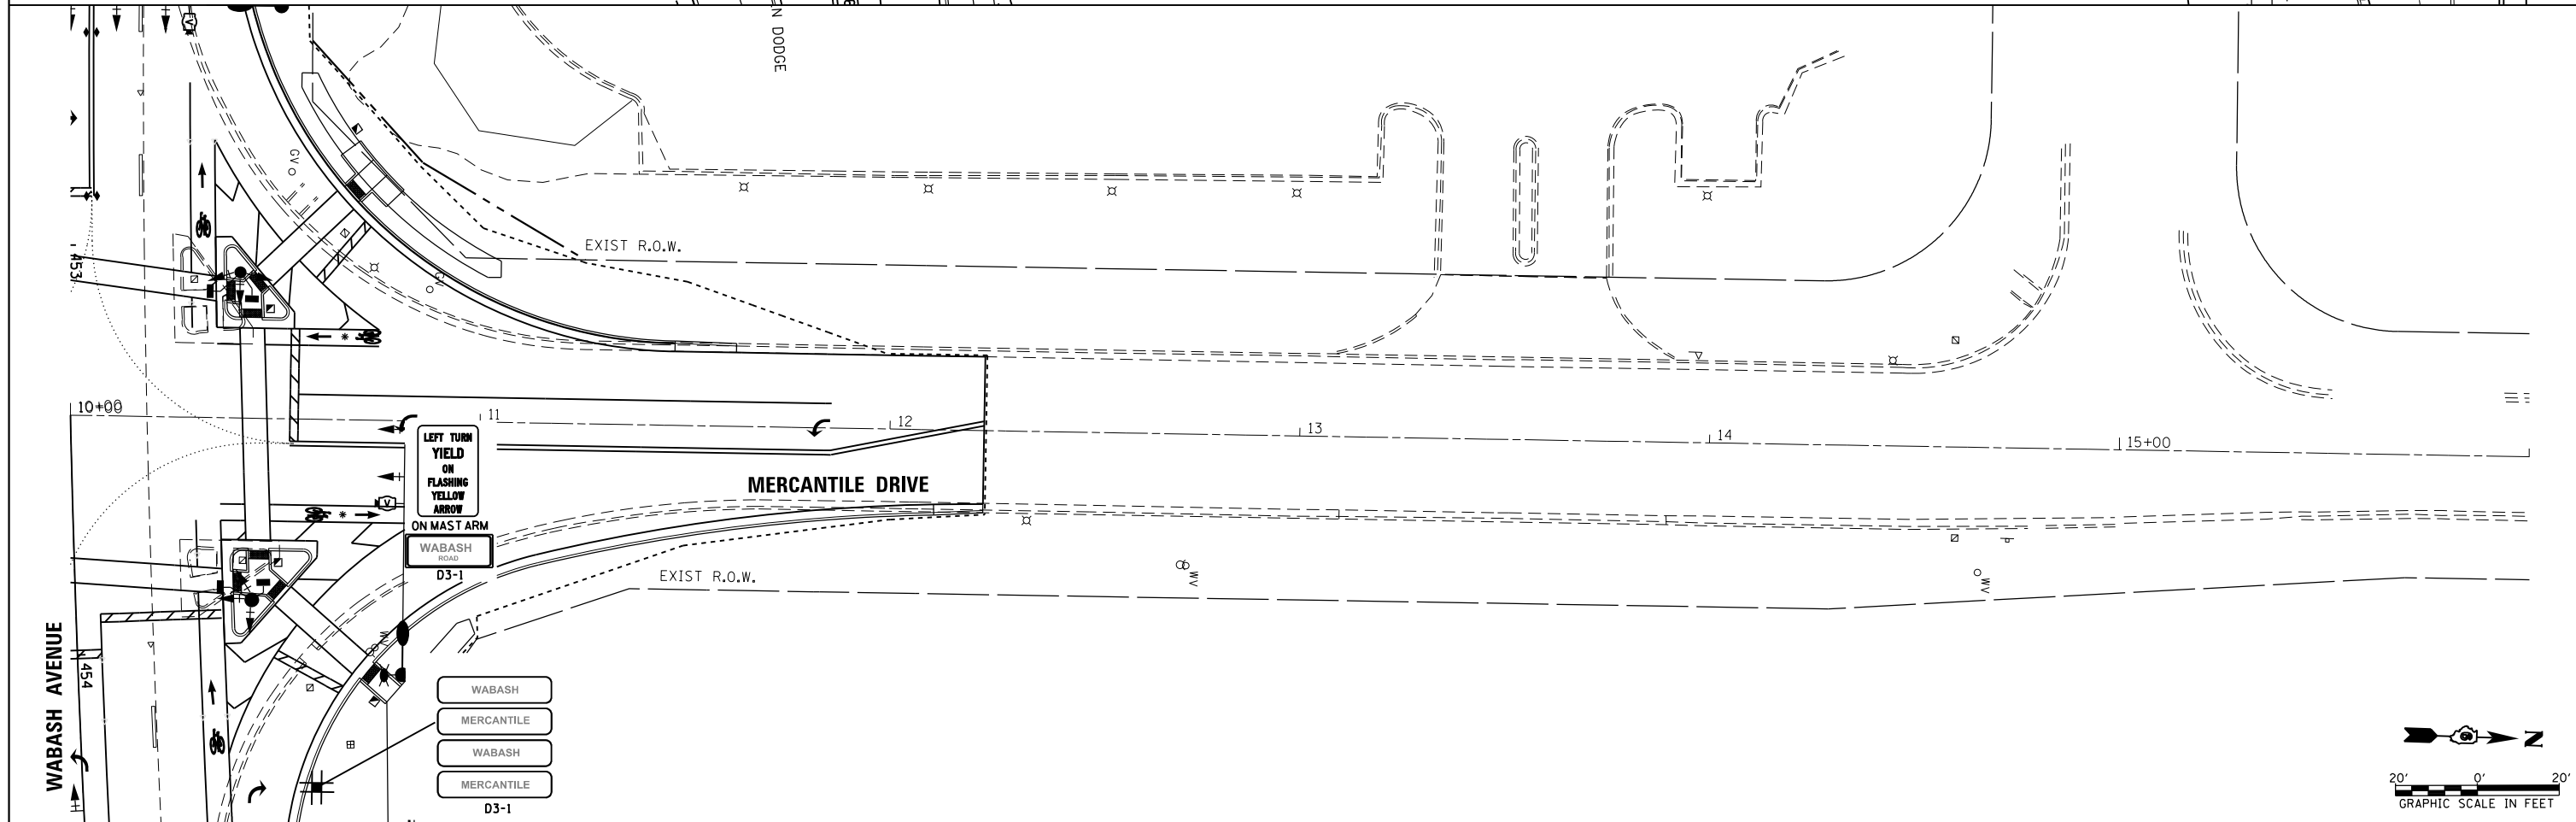 N DODGE
GV
GV
EXIST R.O.W.
453
10+00
11
12
13
14
15+00
LEFT TURN
YIELD
ON
FLASHING
YELLOW
ARROW
ON MAST ARM
WABASH
ROAD
D3-1
MERCANTILE DRIVE
EXIST R.O.W.
WV
WV
WV
WABASH AVENUE
454
WABASH
MERCANTILE
WABASH
MERCANTILE
D3-1
N
20' 0' 20'
GRAPHIC SCALE IN FEET